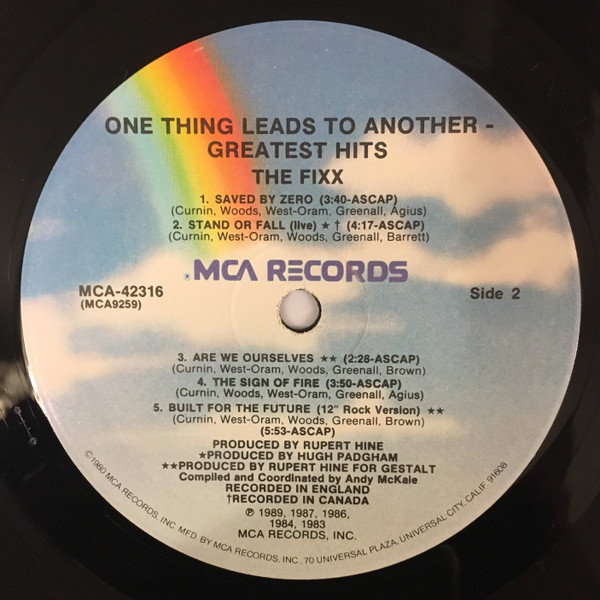 ONE THING LEADS TO ANOTHER -
GREATEST HITS
THE FIXX
1. SAVED BY ZERO (3:40-ASCAP)
(Curnin, Woods, West-Oram, Greenall, Agius)
2. STAND OR FALL (live) ★ † (4:17-ASCAP)
(Curnin, West-Oram, Woods, Greenall, Barrett)
® MCA RECORDS
MCA-42316
(MCA9259)
Side 2
3. ARE WE OURSELVES ★★ (2:28-ASCAP)
(Curnin, West-Oram, Woods, Greenall, Brown)
4. THE SIGN OF FIRE (3:50-ASCAP)
(Curnin, Woods, West-Oram, Greenall, Agius)
5. BUILT FOR THE FUTURE (12" Rock Version) ★★
(Curnin, West-Oram, Woods, Greenall, Brown)
(5:53-ASCAP)
PRODUCED BY RUPERT HINE
★PRODUCED BY HUGH PADGHAM
★★PRODUCED BY RUPERT HINE FOR GESTALT
Compiled and Coordinated by Andy McKaie
RECORDED IN ENGLAND
†RECORDED IN CANADA
℗ 1989, 1987, 1986,
1984, 1983
MCA RECORDS, INC.
©1980 MCA RECORDS, INC. MFD. BY MCA RECORDS, INC., 70 UNIVERSAL PLAZA, UNIVERSAL CITY, CALIF. 91608